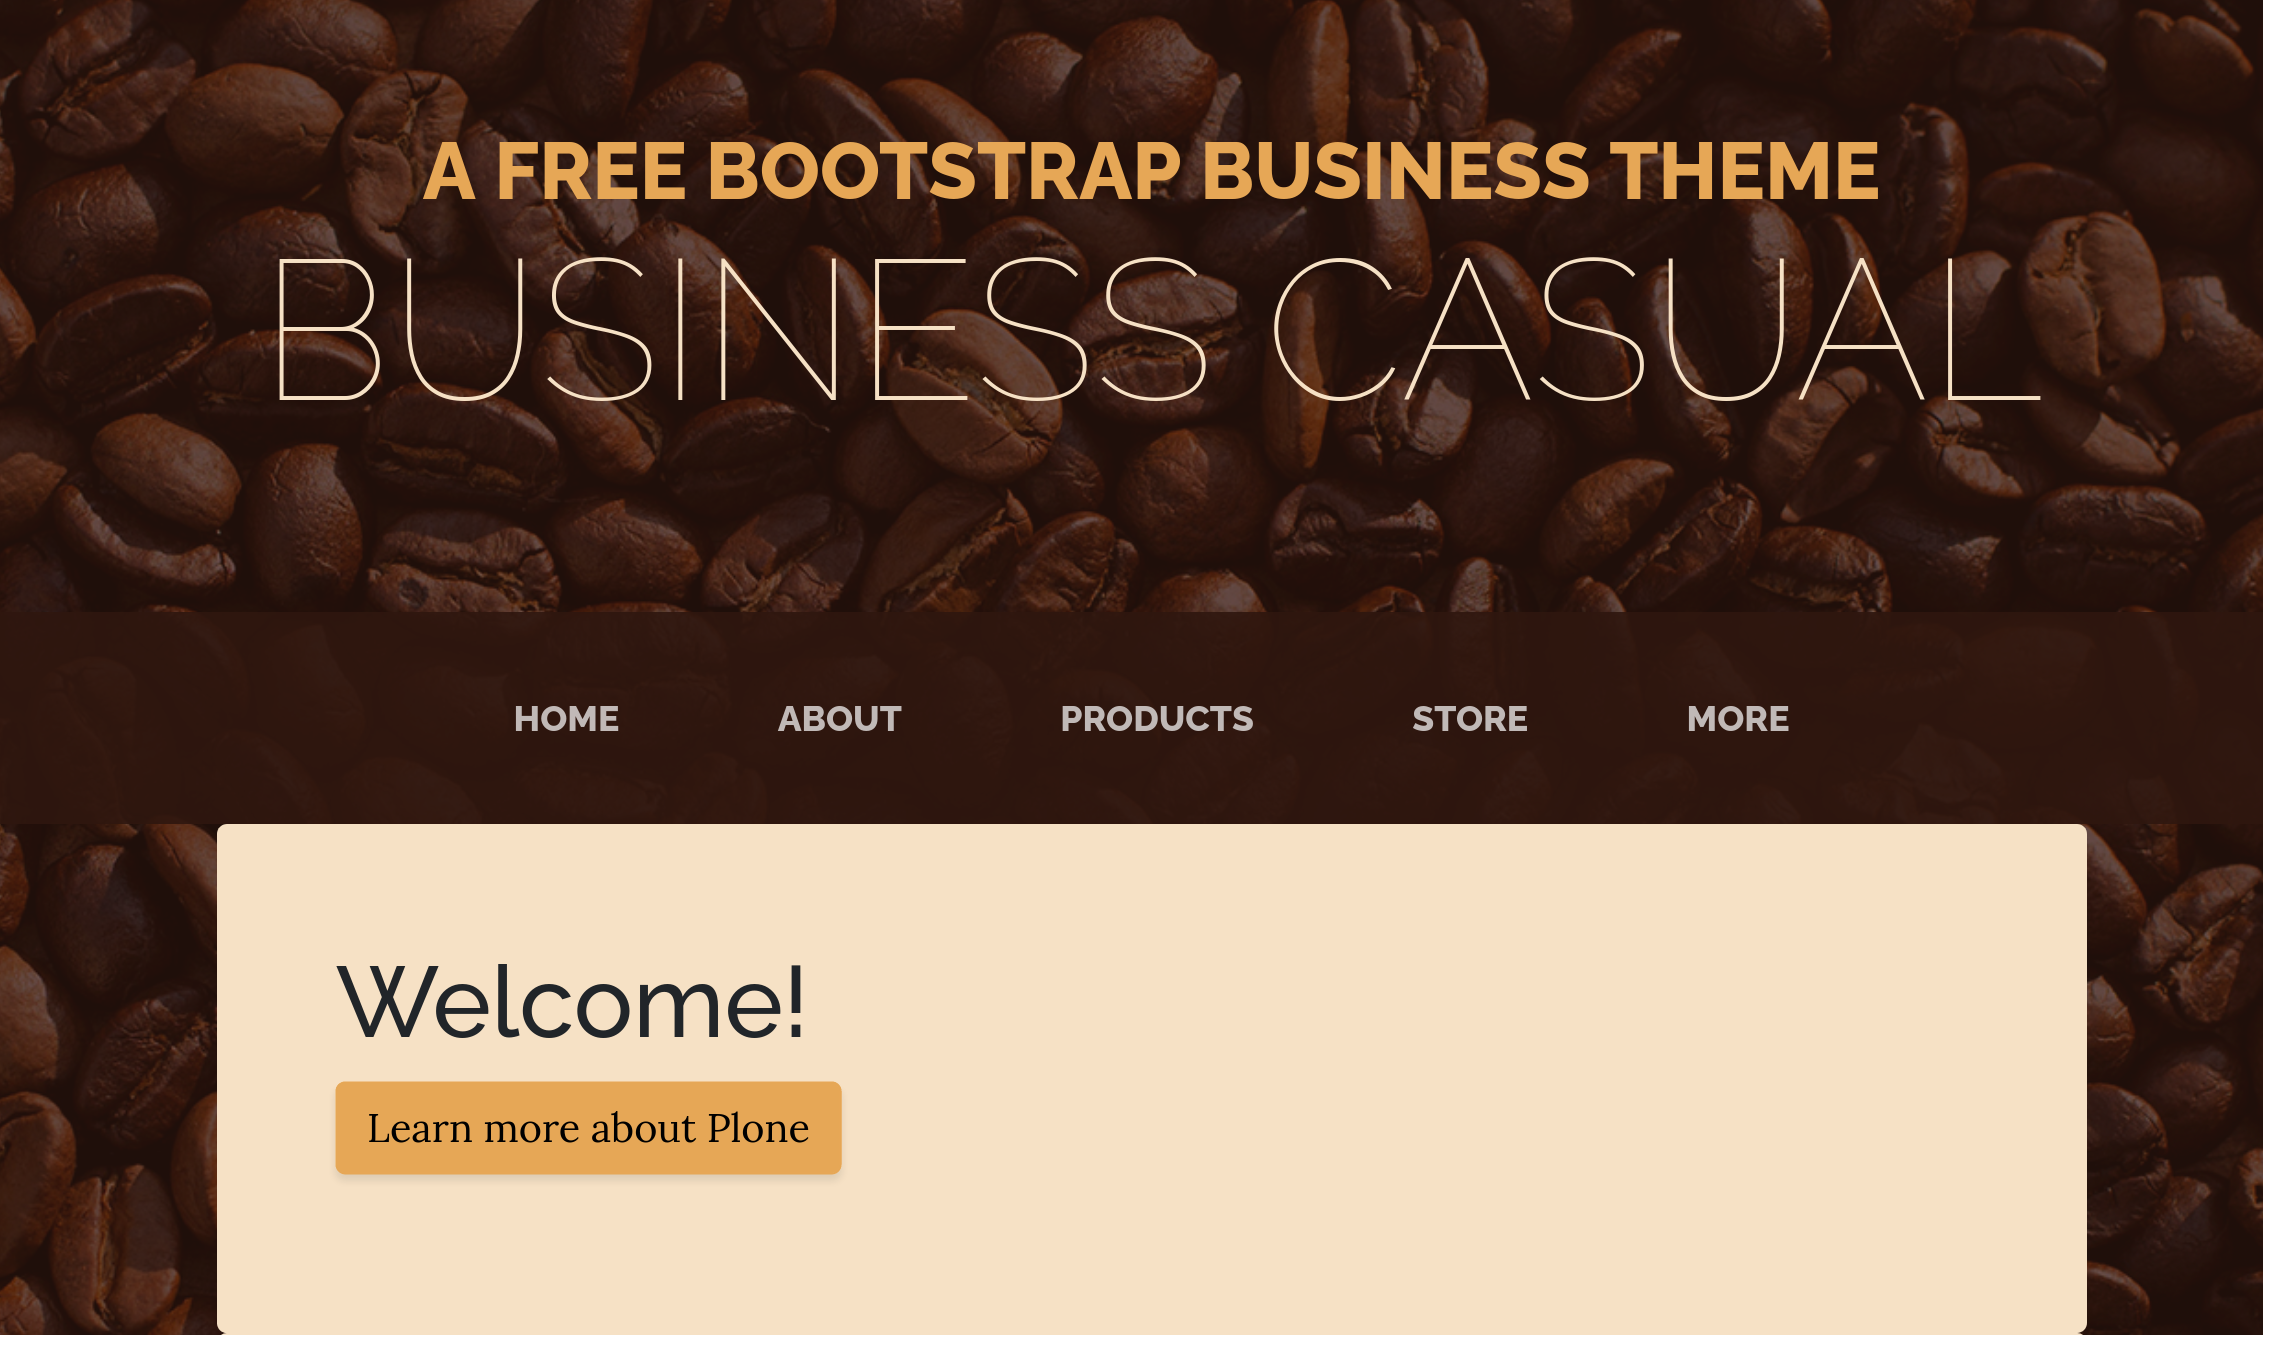 A FREE BOOTSTRAP BUSINESS THEME
BUSINESS CASUAL
HOME ABOUT PRODUCTS STORE MORE
Welcome!
Learn more about Plone